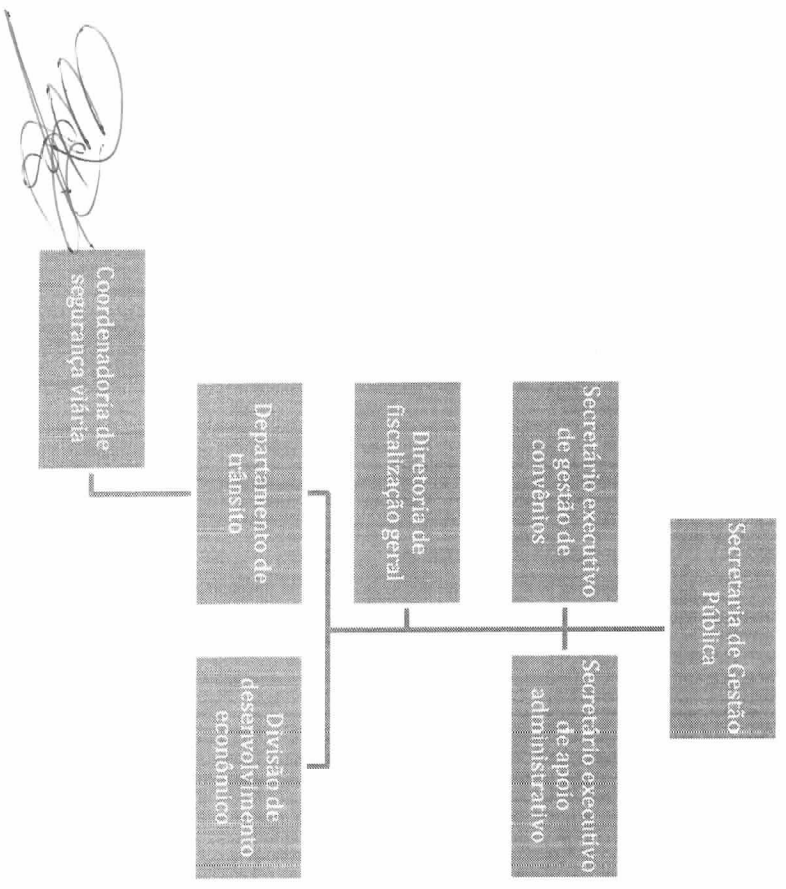 Secretaria de Gestão
Pública
Secretário executivo
de gestão de
convênios
Secretário executivo
de apoio
administrativo
Diretoria de
fiscalização geral
Departamento de
trânsito
Divisão de
desenvolvimento
econômico
Coordenadoria de
segurança viária